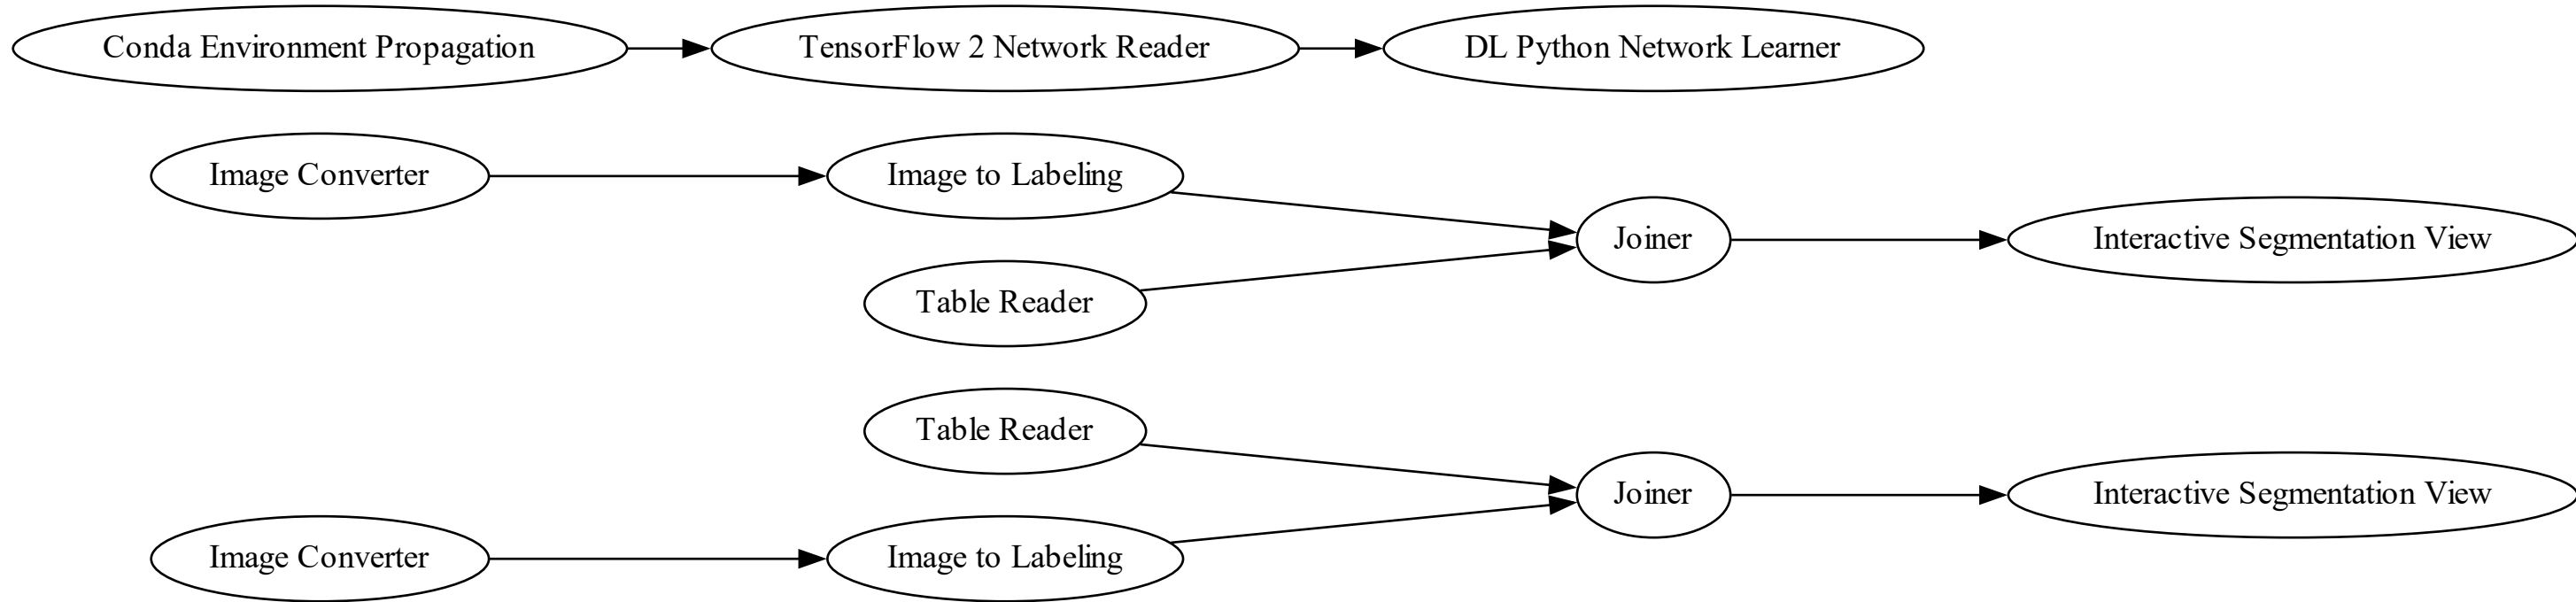 Conda Environment Propagation
TensorFlow 2 Network Reader
DL Python Network Learner
Image Converter
Image to Labeling
Table Reader
Joiner
Interactive Segmentation View
Table Reader
Joiner
Interactive Segmentation View
Image Converter
Image to Labeling